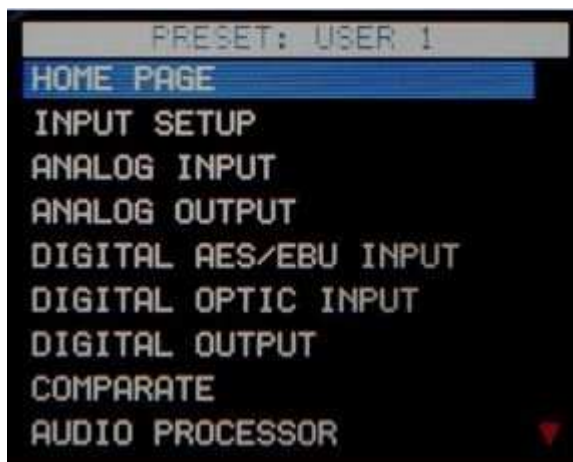 PRESET: USER 1
HOME PAGE
INPUT SETUP
ANALOG INPUT
ANALOG OUTPUT
DIGITAL AES/EBU INPUT
DIGITAL OPTIC INPUT
DIGITAL OUTPUT
COMPARATE
AUDIO PROCESSOR